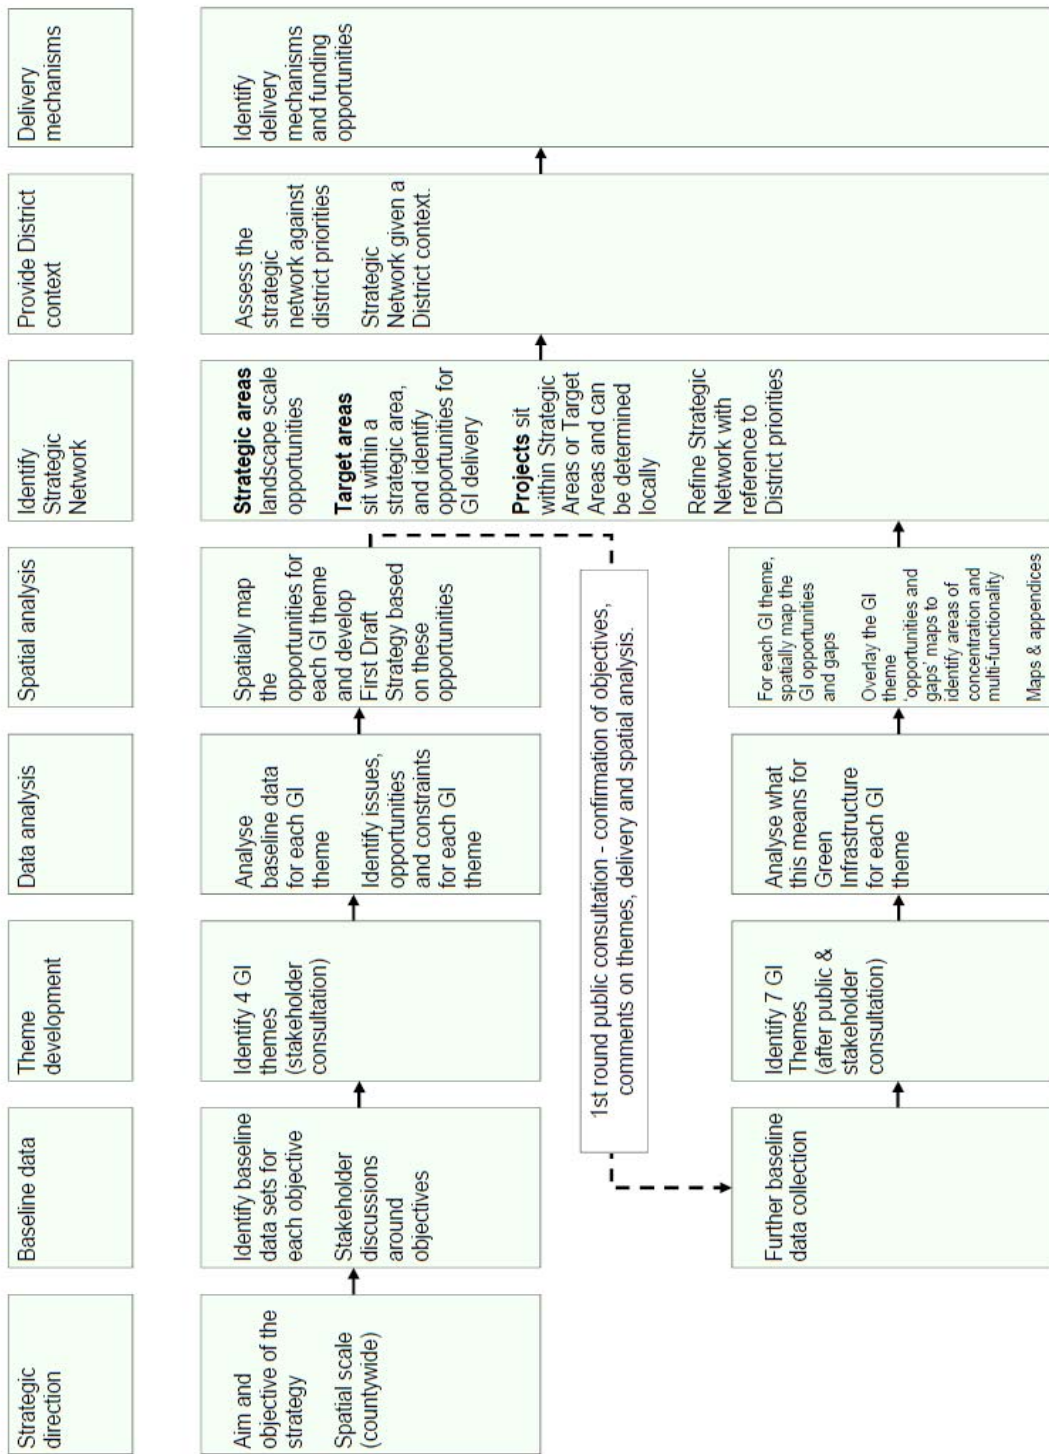 Strategic
direction
Baseline data
Theme
development
Data analysis
Spatial analysis
Identify
Strategic
Network
Provide District
context
Delivery
mechanisms
Aim and
objective of the
strategy
Spatial scale
(countywide)
Identify baseline
data sets for
each objective
Stakeholder
discussions
around
objectives
Identify 4 GI
themes
(stakeholder
consultation)
Analyse
baseline data
for each GI
theme
Identify issues,
opportunities
and constraints
for each GI
theme
Spatially map
the
opportunities for
each GI theme
and develop
First Draft
Strategy based
on these
opportunities
Strategic areas
landscape scale
opportunities
Target areas
sit within a
strategic area,
and identify
opportunities for
GI delivery
Projects sit
within Strategic
Areas or Target
Areas and can
be determined
locally
Refine Strategic
Network with
reference to
District priorities
Assess the
strategic
network against
district priorities
Strategic
Network given a
District context.
Identify
delivery
mechanisms
and funding
opportunities
1st round public consultation - confirmation of objectives,
comments on themes, delivery and spatial analysis.
Further baseline
data collection
Identify 7 GI
Themes
(after public &
stakeholder
consultation)
Analyse what
this means for
Green
Infrastructure
for each GI
theme
For each GI theme,
spatially map the
GI opportunities
and gaps
Overlay the GI
theme
'opportunities and
gaps' maps to
identify areas of
concentration and
multi-functionality
Maps & appendices